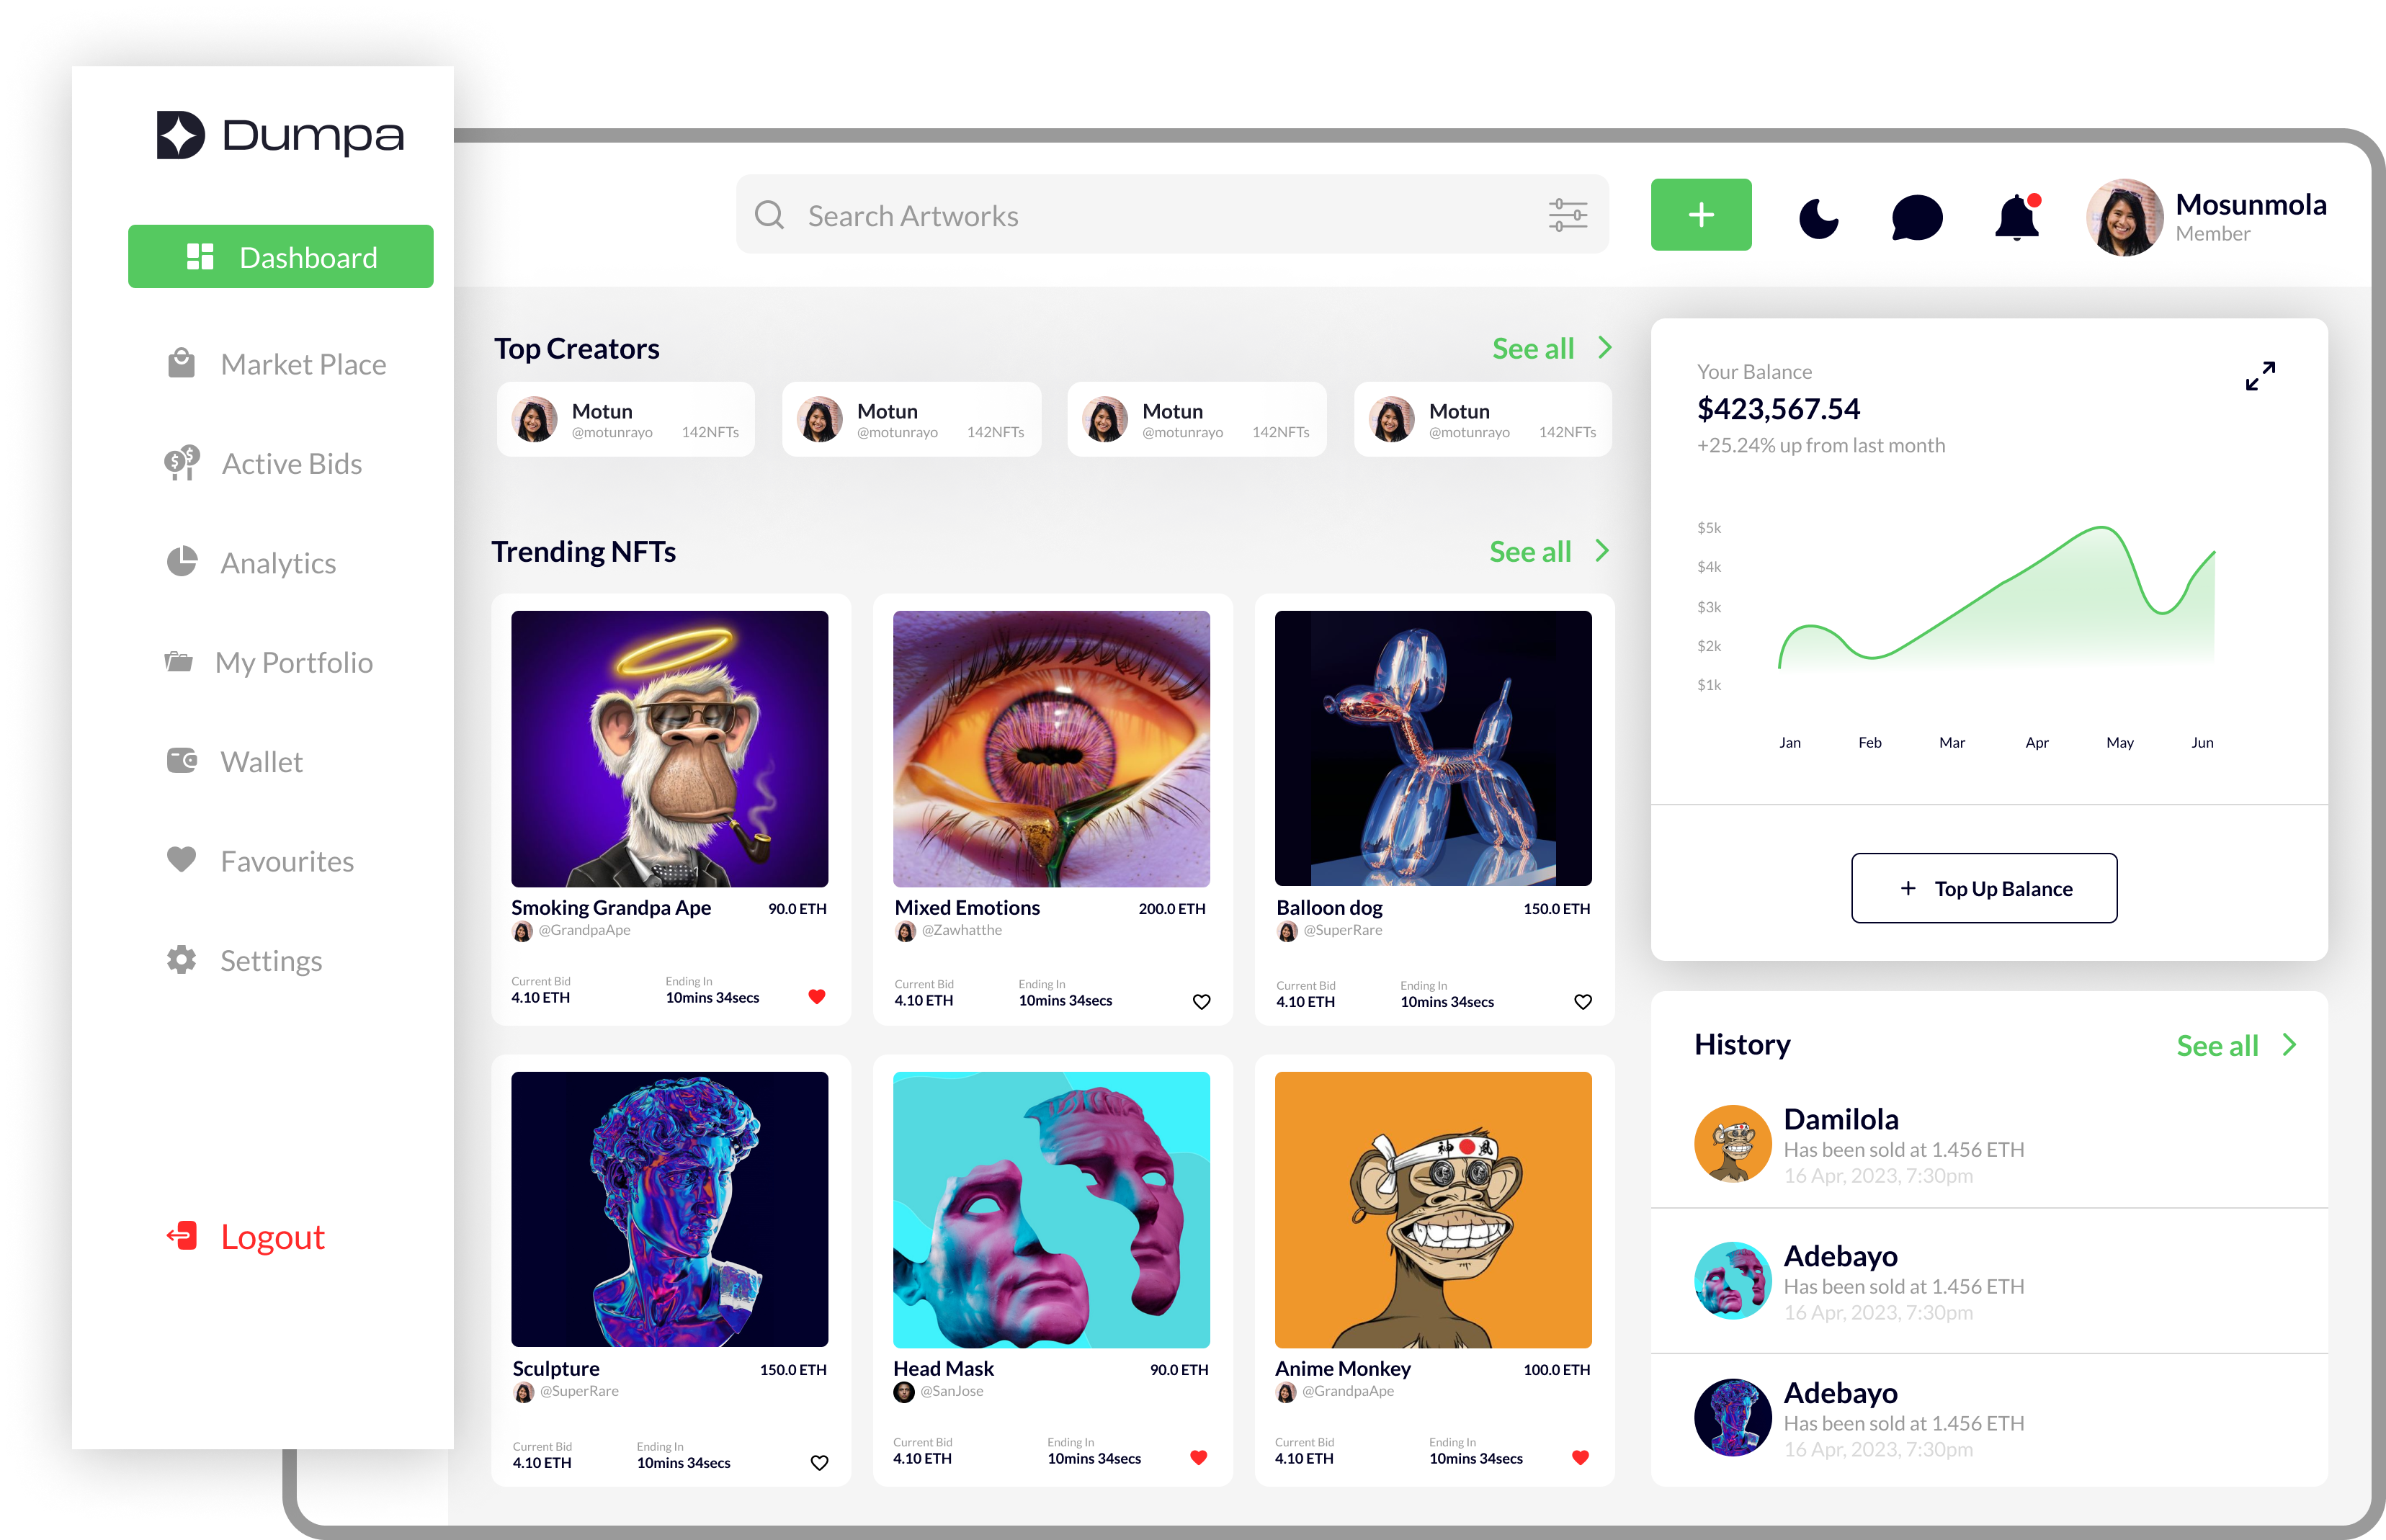 Dumpa
Dashboard
Market Place
Active Bids
Analytics
My Portfolio
Wallet
Favourites
Settings
Logout
Search Artworks
Mosunmola
Member
Top Creators
See all
Motun
@motunrayo 142NFTs
Motun
@motunrayo 142NFTs
Motun
@motunrayo 142NFTs
Motun
@motunrayo 142NFTs
Trending NFTs
See all
Smoking Grandpa Ape 90.0 ETH
@GrandpaApe
Current Bid Ending In
4.10 ETH 10mins 34secs
Mixed Emotions 200.0 ETH
@Zawhatthe
Current Bid Ending In
4.10 ETH 10mins 34secs
Balloon dog 150.0 ETH
@SuperRare
Current Bid Ending In
4.10 ETH 10mins 34secs
Sculpture 150.0 ETH
@SuperRare
Current Bid Ending In
4.10 ETH 10mins 34secs
Head Mask 90.0 ETH
@SanJose
Current Bid Ending In
4.10 ETH 10mins 34secs
神 風
Anime Monkey 100.0 ETH
@GrandpaApe
Current Bid Ending In
4.10 ETH 10mins 34secs
Your Balance
$423,567.54
+25.24% up from last month
$5k
$4k
$3k
$2k
$1k
Jan Feb Mar Apr May Jun
+ Top Up Balance
History
See all
Damilola
Has been sold at 1.456 ETH
16 Apr, 2023, 7:30pm
Adebayo
Has been sold at 1.456 ETH
16 Apr, 2023, 7:30pm
Adebayo
Has been sold at 1.456 ETH
16 Apr, 2023, 7:30pm